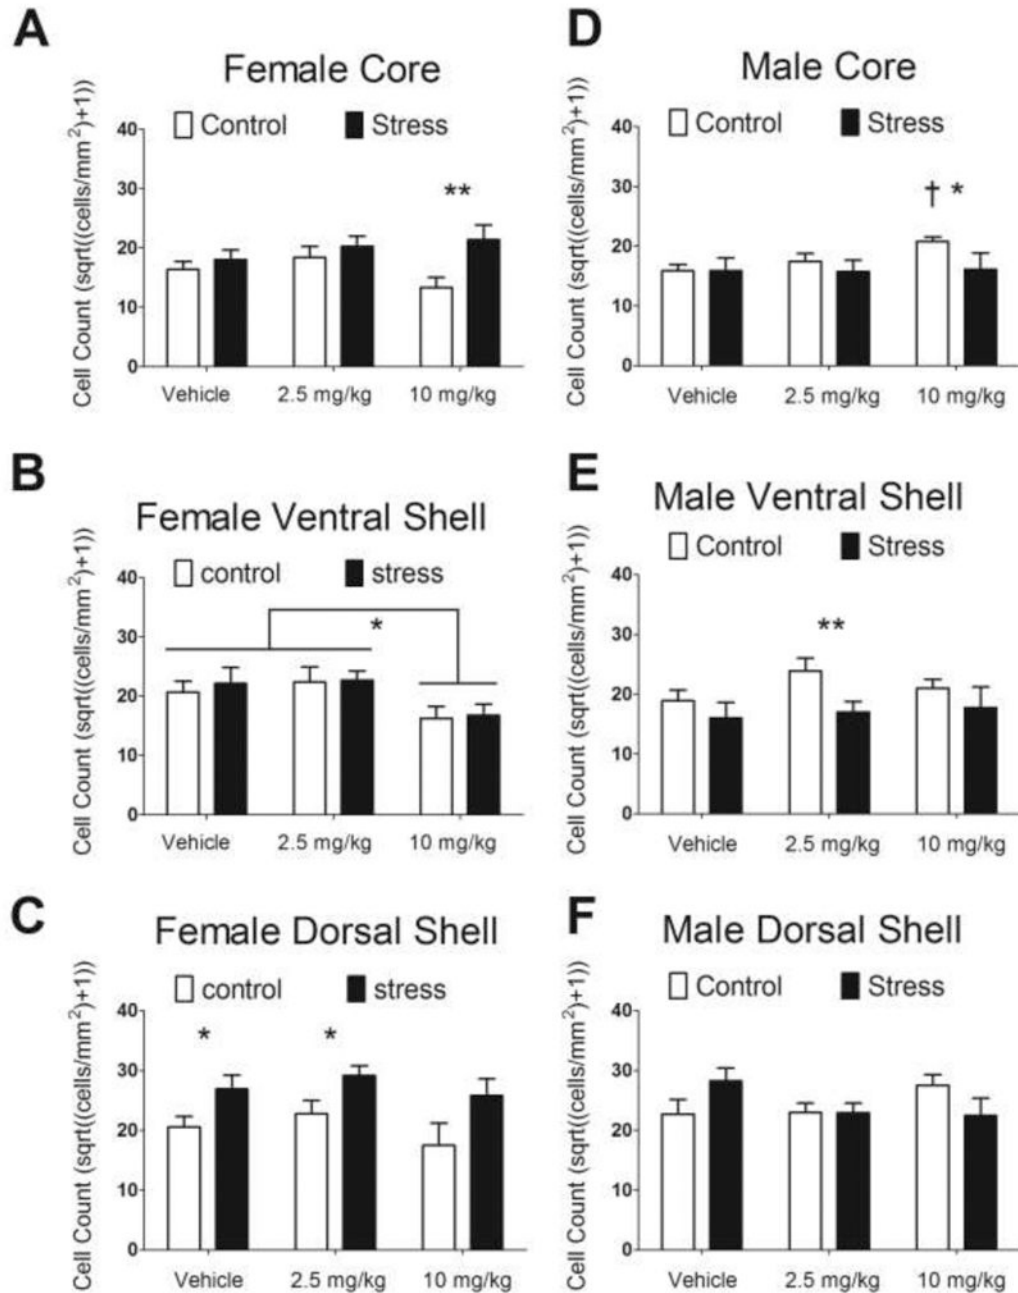 A
Female Core
Control Stress
Cell Count (sqrt((cells/mm²)+1))
40
30
20
10
0
**
Vehicle 2.5 mg/kg 10 mg/kg
B
Female Ventral Shell
control stress
Cell Count (sqrt((cells/mm²)+1))
40
30
20
10
0
*
Vehicle 2.5 mg/kg 10 mg/kg
C
Female Dorsal Shell
control stress
Cell Count (sqrt((cells/mm²)+1))
40
30
20
10
0
* *
Vehicle 2.5 mg/kg 10 mg/kg
D
Male Core
Control Stress
Cell Count (sqrt((cells/mm²)+1))
40
30
20
10
0
† *
Vehicle 2.5 mg/kg 10 mg/kg
E
Male Ventral Shell
Control Stress
Cell Count (sqrt((cells/mm²)+1))
40
30
20
10
0
**
Vehicle 2.5 mg/kg 10 mg/kg
F
Male Dorsal Shell
Control Stress
Cell Count (sqrt((cells/mm²)+1))
40
30
20
10
0
Vehicle 2.5 mg/kg 10 mg/kg